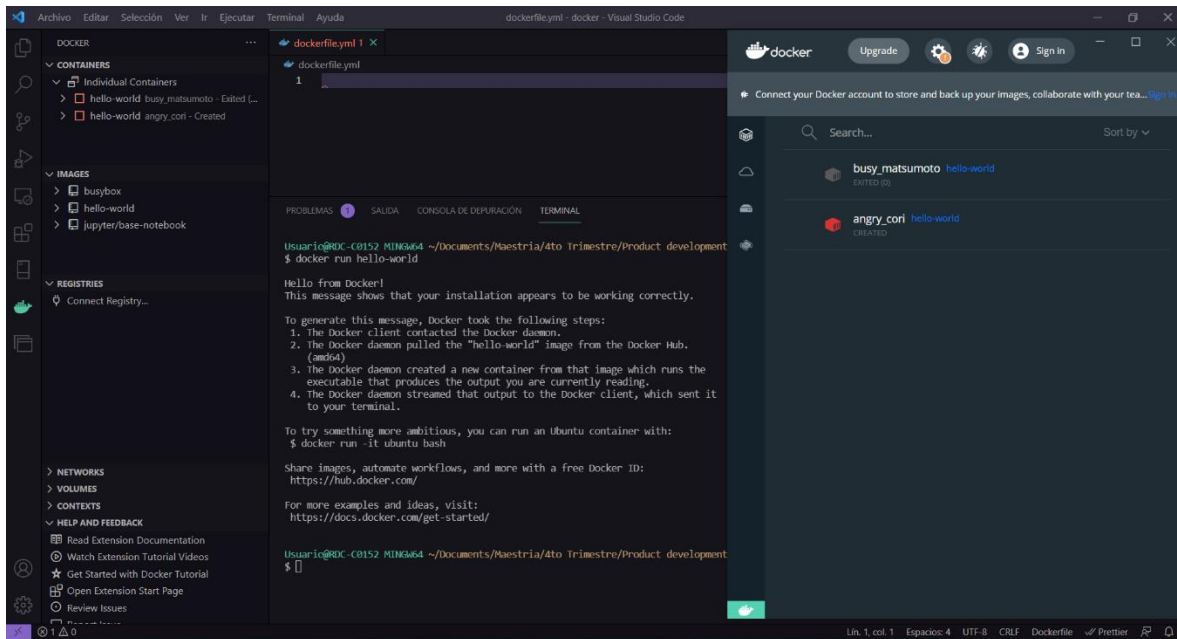 Archivo Editar Selección Ver Ir Ejecutar Terminal Ayuda
dockerfile.yml - docker - Visual Studio Code
DOCKER
CONTAINERS
Individual Containers
hello-world busy_matsumoto - Exited (...
hello-world angry_cori - Created
IMAGES
busybox
hello-world
jupyter/base-notebook
REGISTRIES
Connect Registry...
NETWORKS
VOLUMES
CONTEXTS
HELP AND FEEDBACK
Read Extension Documentation
Watch Extension Tutorial Videos
Get Started with Docker Tutorial
Open Extension Start Page
Review Issues
dockerfile.yml 1
dockerfile.yml
1
PROBLEMAS 1 SALIDA CONSOLA DE DEPURACIÓN TERMINAL
Usuario@RDC-C0152 MINGW64 ~/Documents/Maestria/4to Trimestre/Product development
$ docker run hello-world
Hello from Docker!
This message shows that your installation appears to be working correctly.
To generate this message, Docker took the following steps:
1. The Docker client contacted the Docker daemon.
2. The Docker daemon pulled the "hello-world" image from the Docker Hub.
(amd64)
3. The Docker daemon created a new container from that image which runs the
executable that produces the output you are currently reading.
4. The Docker daemon streamed that output to the Docker client, which sent it
to your terminal.
To try something more ambitious, you can run an Ubuntu container with:
$ docker run -it ubuntu bash
Share images, automate workflows, and more with a free Docker ID:
https://hub.docker.com/
For more examples and ideas, visit:
https://docs.docker.com/get-started/
Usuario@RDC-C0152 MINGW64 ~/Documents/Maestria/4to Trimestre/Product development
$
docker Upgrade Sign in
Connect your Docker account to store and back up your images, collaborate with your tea... Sign in
Search... Sort by
busy_matsumoto hello-world
EXITED (0)
angry_cori hello-world
CREATED
1 0
Lín. 1, col. 1 Espacios: 4 UTF-8 CRLF Dockerfile Prettier